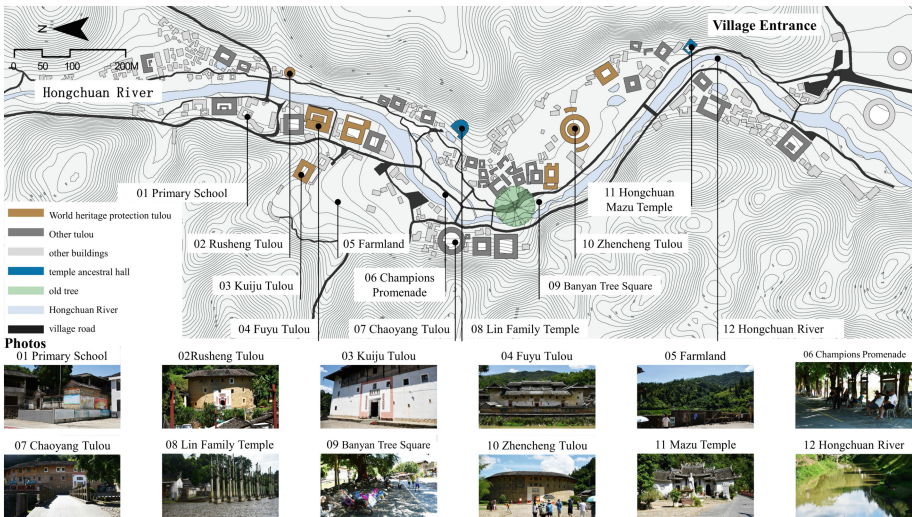 Village Entrance
N
0 50 100 200M
Hongchuan River
01 Primary School
02 Rusheng Tulou
03 Kuiju Tulou
04 Fuyu Tulou
05 Farmland
06 Champions
Promenade
07 Chaoyang Tulou
08 Lin Family Temple
09 Banyan Tree Square
10 Zhencheng Tulou
11 Hongchuan
Mazu Temple
12 Hongchuan River
World heritage protection tulou
Other tulou
other buildings
temple ancestral hall
old tree
Hongchuan River
village road
Photos
01 Primary School
02Rusheng Tulou
03 Kuiju Tulou
04 Fuyu Tulou
05 Farmland
06 Champions Promenade
07 Chaoyang Tulou
08 Lin Family Temple
09 Banyan Tree Square
10 Zhencheng Tulou
11 Mazu Temple
12 Hongchuan River